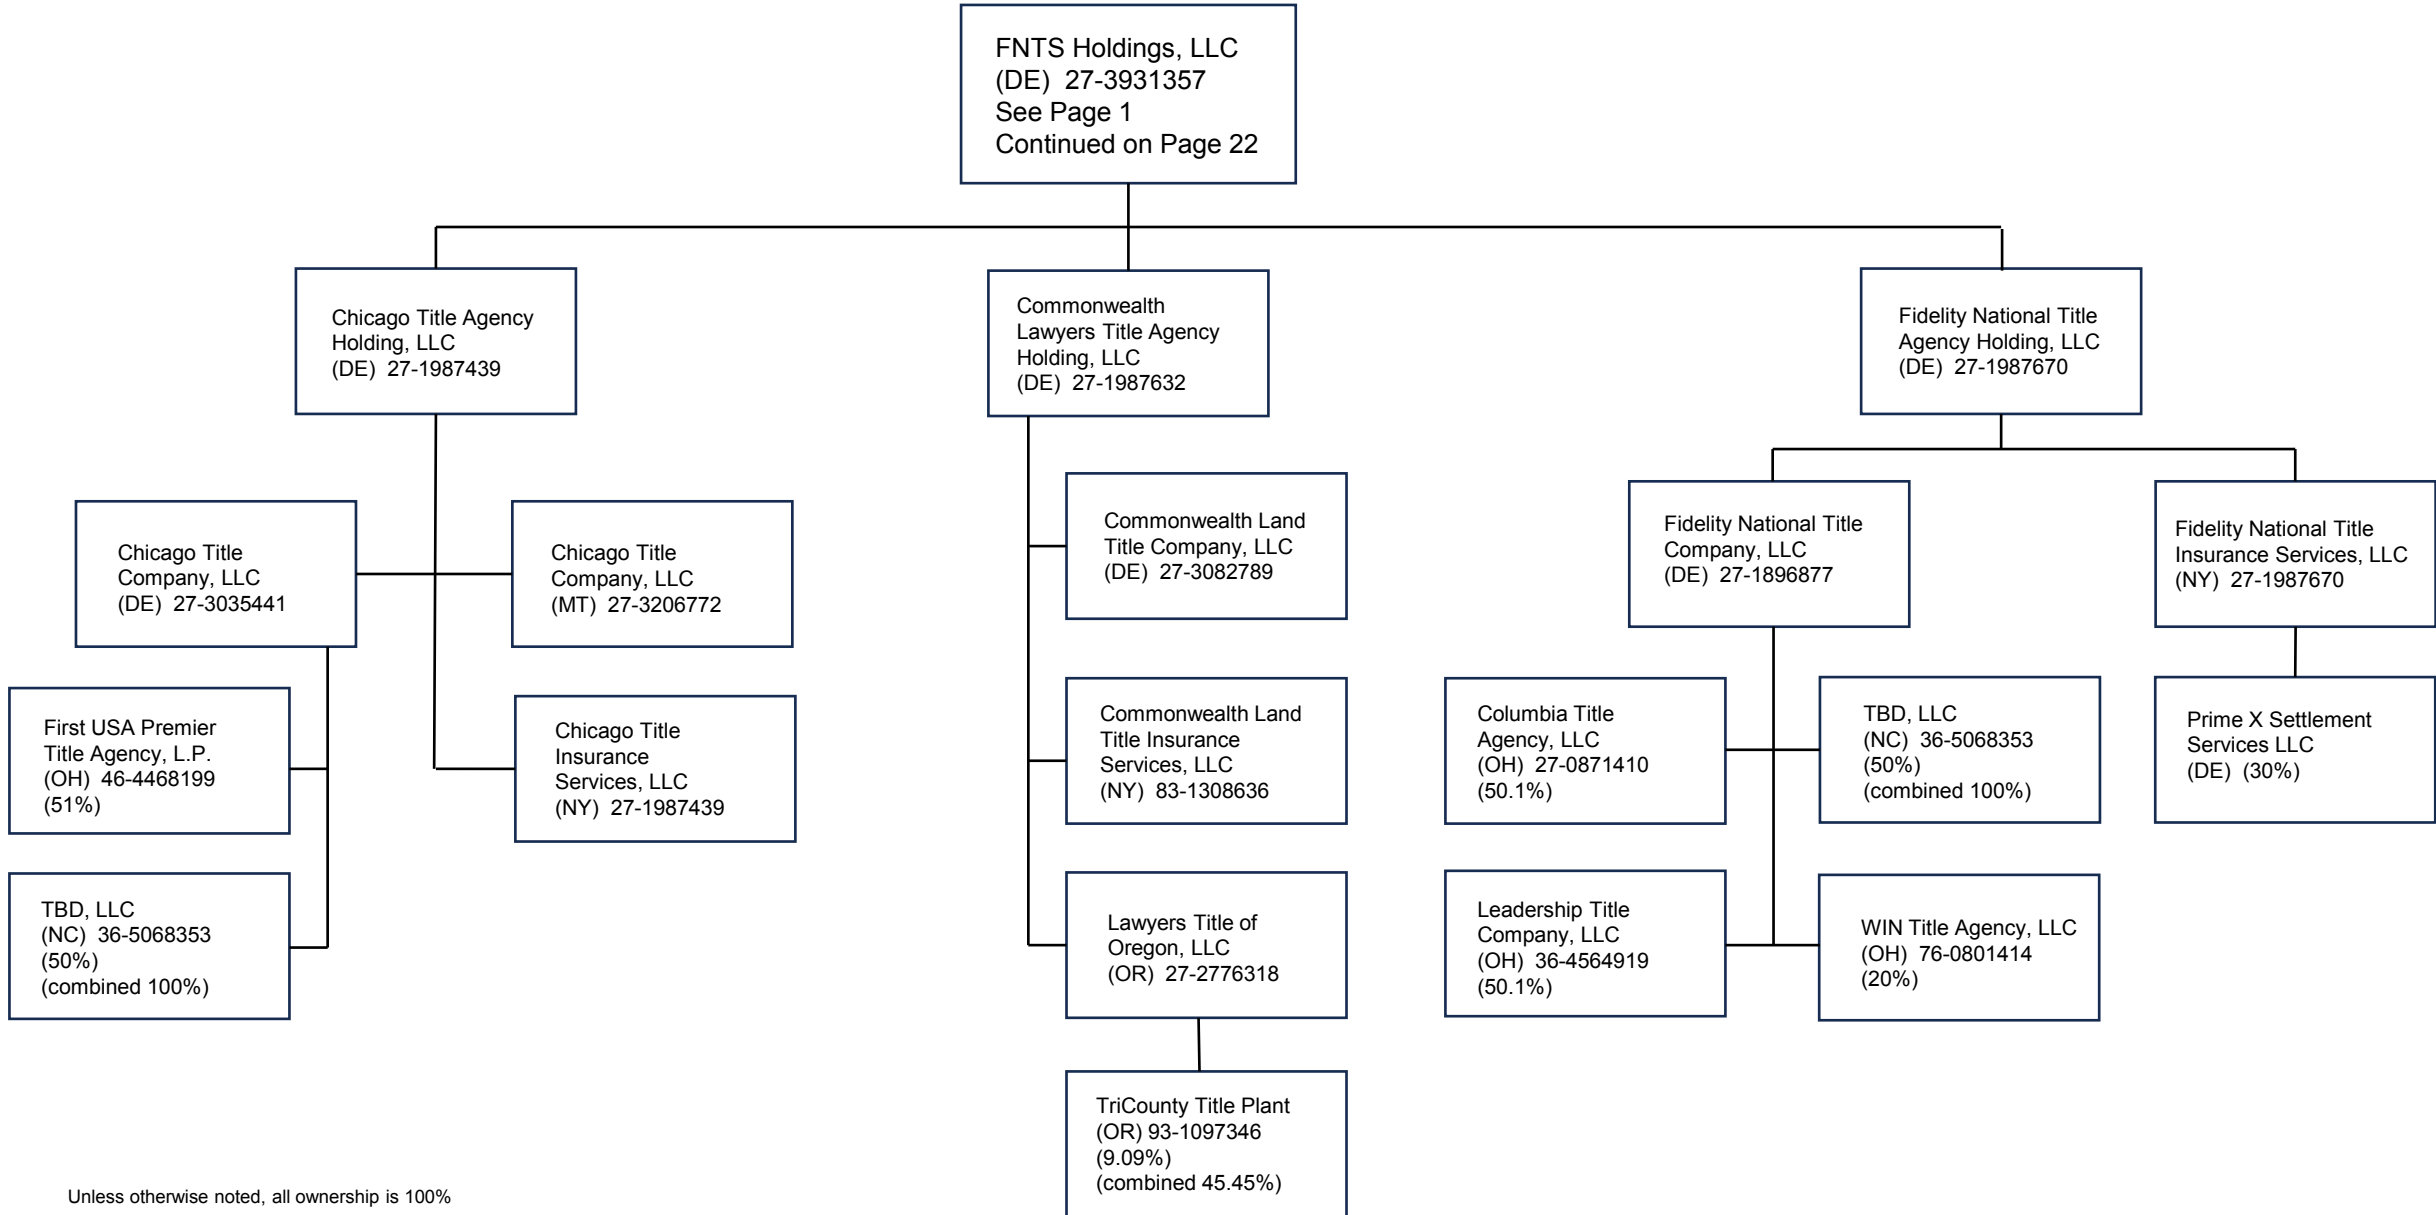 FNTS Holdings, LLC
(DE) 27-3931357
See Page 1
Continued on Page 22
Chicago Title Agency
Holding, LLC
(DE) 27-1987439
Commonwealth
Lawyers Title Agency
Holding, LLC
(DE) 27-1987632
Fidelity National Title
Agency Holding, LLC
(DE) 27-1987670
Chicago Title
Company, LLC
(DE) 27-3035441
Chicago Title
Company, LLC
(MT) 27-3206772
Commonwealth Land
Title Company, LLC
(DE) 27-3082789
Fidelity National Title
Company, LLC
(DE) 27-1896877
Fidelity National Title
Insurance Services, LLC
(NY) 27-1987670
First USA Premier
Title Agency, L.P.
(OH) 46-4468199
(51%)
Chicago Title
Insurance
Services, LLC
(NY) 27-1987439
Commonwealth Land
Title Insurance
Services, LLC
(NY) 83-1308636
Columbia Title
Agency, LLC
(OH) 27-0871410
(50.1%)
TBD, LLC
(NC) 36-5068353
(50%)
(combined 100%)
Prime X Settlement
Services LLC
(DE) (30%)
TBD, LLC
(NC) 36-5068353
(50%)
(combined 100%)
Lawyers Title of
Oregon, LLC
(OR) 27-2776318
Leadership Title
Company, LLC
(OH) 36-4564919
(50.1%)
WIN Title Agency, LLC
(OH) 76-0801414
(20%)
TriCounty Title Plant
(OR) 93-1097346
(9.09%)
(combined 45.45%)
Unless otherwise noted, all ownership is 100%